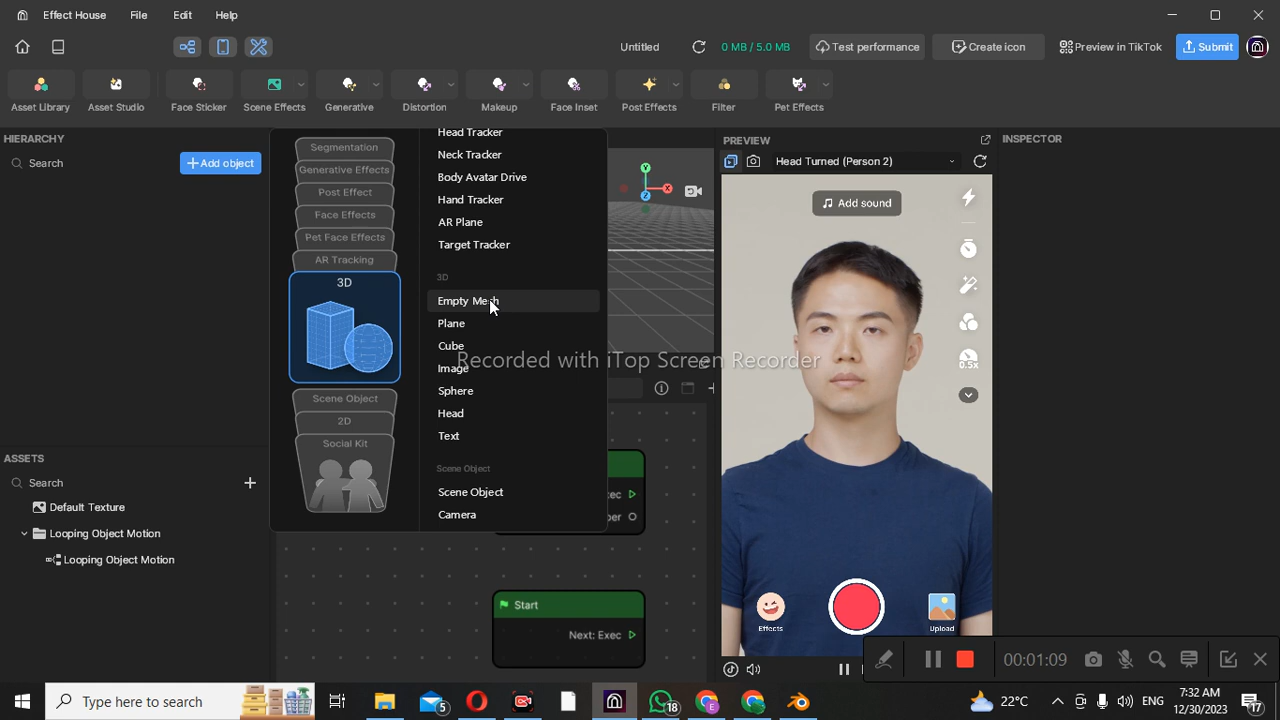 Effect House File Edit Help
Untitled 0 MB / 5.0 MB Test performance Create icon Preview in TikTok Submit
Asset Library Asset Studio Face Sticker Scene Effects Generative Distortion Makeup Face Inset Post Effects Filter Pet Effects
HIERARCHY
Search
Add object
Segmentation
Generative Effects
Post Effect
Face Effects
Pet Face Effects
AR Tracking
3D
Scene Object
2D
Social Kit
Head Tracker
Neck Tracker
Body Avatar Drive
Hand Tracker
AR Plane
Target Tracker
3D
Empty Mesh
Plane
Cube
Image
Sphere
Head
Text
Scene Object
Scene Object
Camera
Recorded with iTop Screen Recorder
Start
Next: Exec
PREVIEW
Head Turned (Person 2)
Add sound
0.5x
Effects
Upload
INSPECTOR
ASSETS
Search
Default Texture
Looping Object Motion
Looping Object Motion
00:01:09
Type here to search
5
18
22°C
ENG
7:32 AM
12/30/2023
17